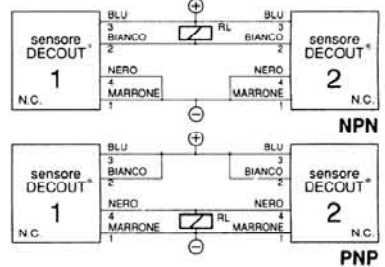 ⊕
BLU BLU
3 RL 3
sensore BIANCO BIANCO sensore
DECOUT® 2 2 DECOUT®
1 NERO NERO 2
4 4
N.C. MARRONE MARRONE N.C.
1 ⊖ 1
NPN
⊕
BLU BLU
3 3
sensore BIANCO BIANCO sensore
DECOUT® 2 2 DECOUT®
1 NERO NERO 2
4 RL 4
N.C. MARRONE MARRONE N.C.
1 ⊖ 1
PNP